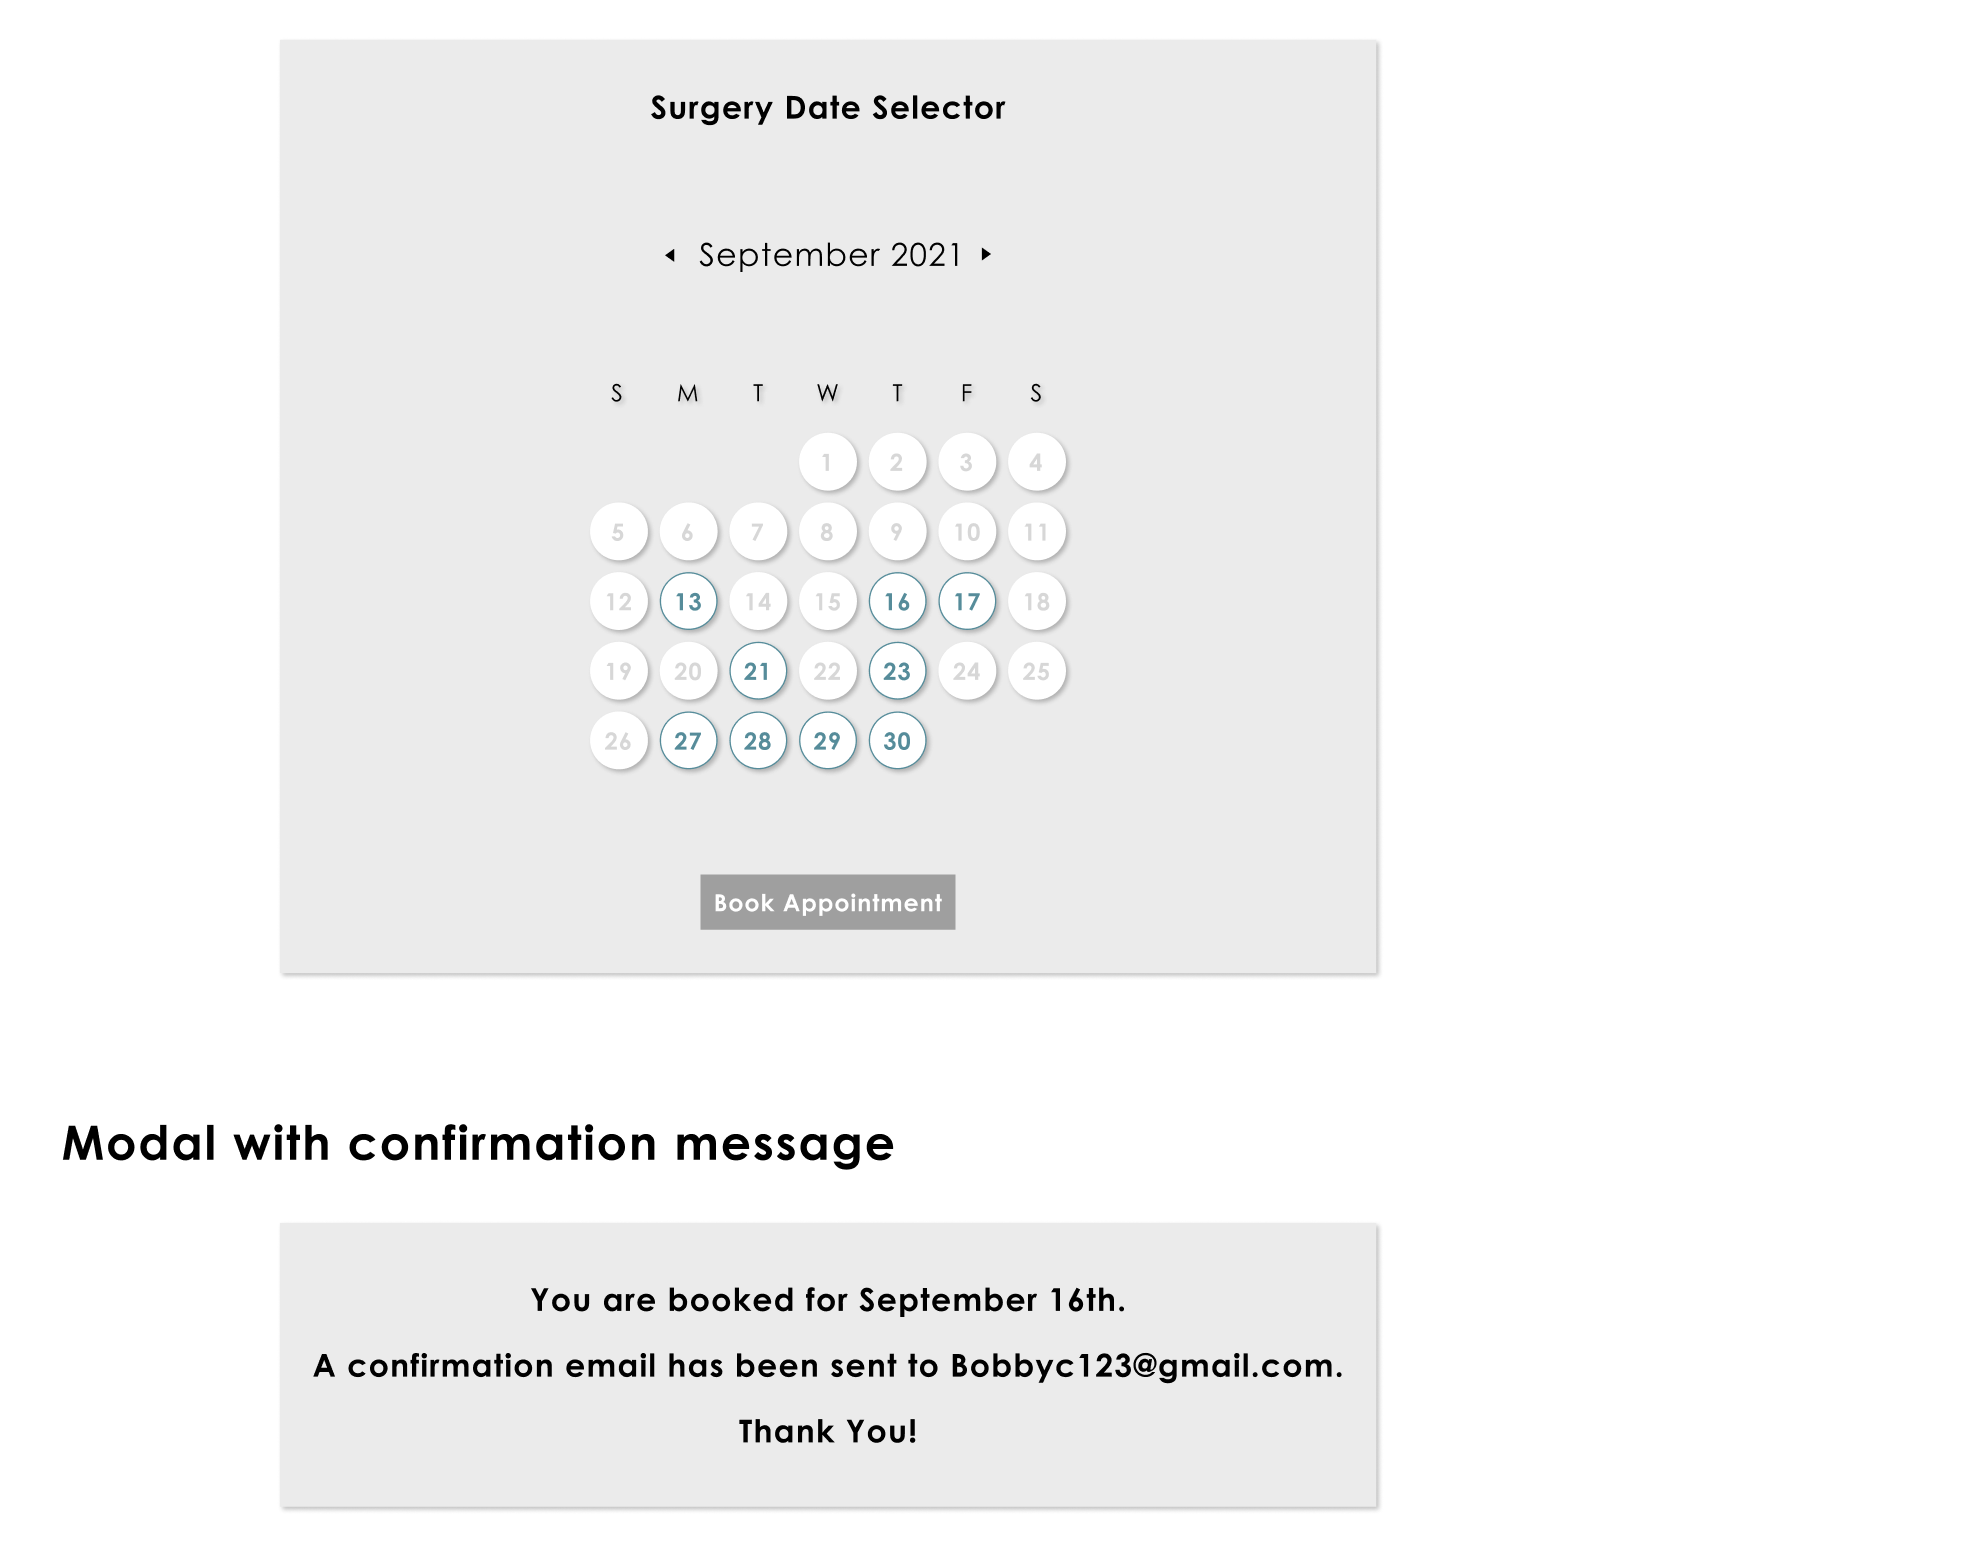 Surgery Date Selector
September 2021
S M T W T F S
1 2 3 4
5 6 7 8 9 10 11
12 13 14 15 16 17 18
19 20 21 22 23 24 25
26 27 28 29 30
Book Appointment
Modal with confirmation message
You are booked for September 16th.
A confirmation email has been sent to Bobbyc123@gmail.com.
Thank You!